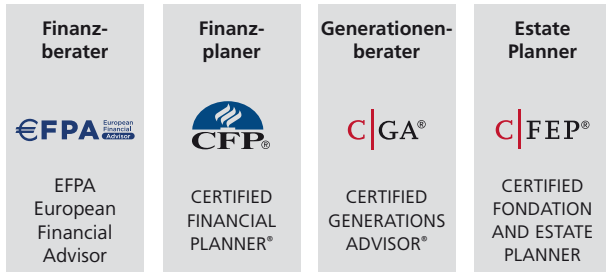 Finanz-
berater
€FPA European
Financial
Advisor
EFPA
European
Financial
Advisor
Finanz-
planer
CFP®
CERTIFIED
FINANCIAL
PLANNER®
Generationen-
berater
C|GA®
CERTIFIED
GENERATIONS
ADVISOR®
Estate
Planner
C|FEP®
CERTIFIED
FONDATION
AND ESTATE
PLANNER